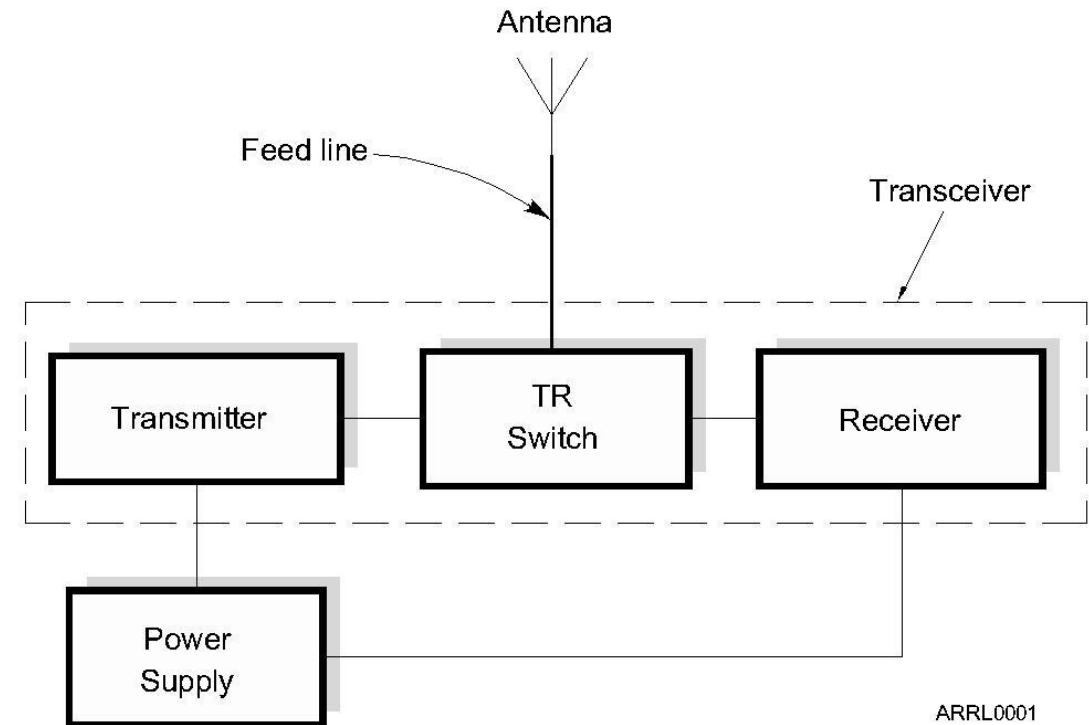 Antenna
Feed line
Transceiver
Transmitter
TR
Switch
Receiver
Power
Supply
ARRL0001